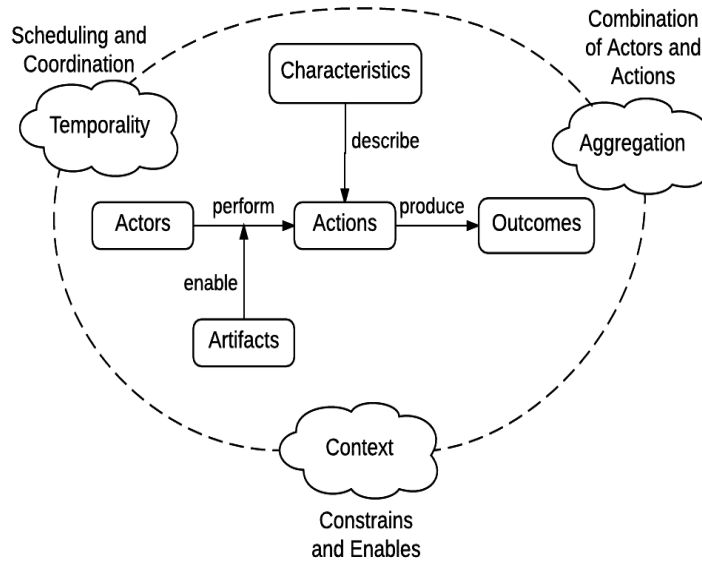 Scheduling and
Coordination
Temporality
Characteristics
Combination
of Actors and
Actions
Aggregation
describe
Actors
perform
Actions
produce
Outcomes
enable
Artifacts
Context
Constrains
and Enables